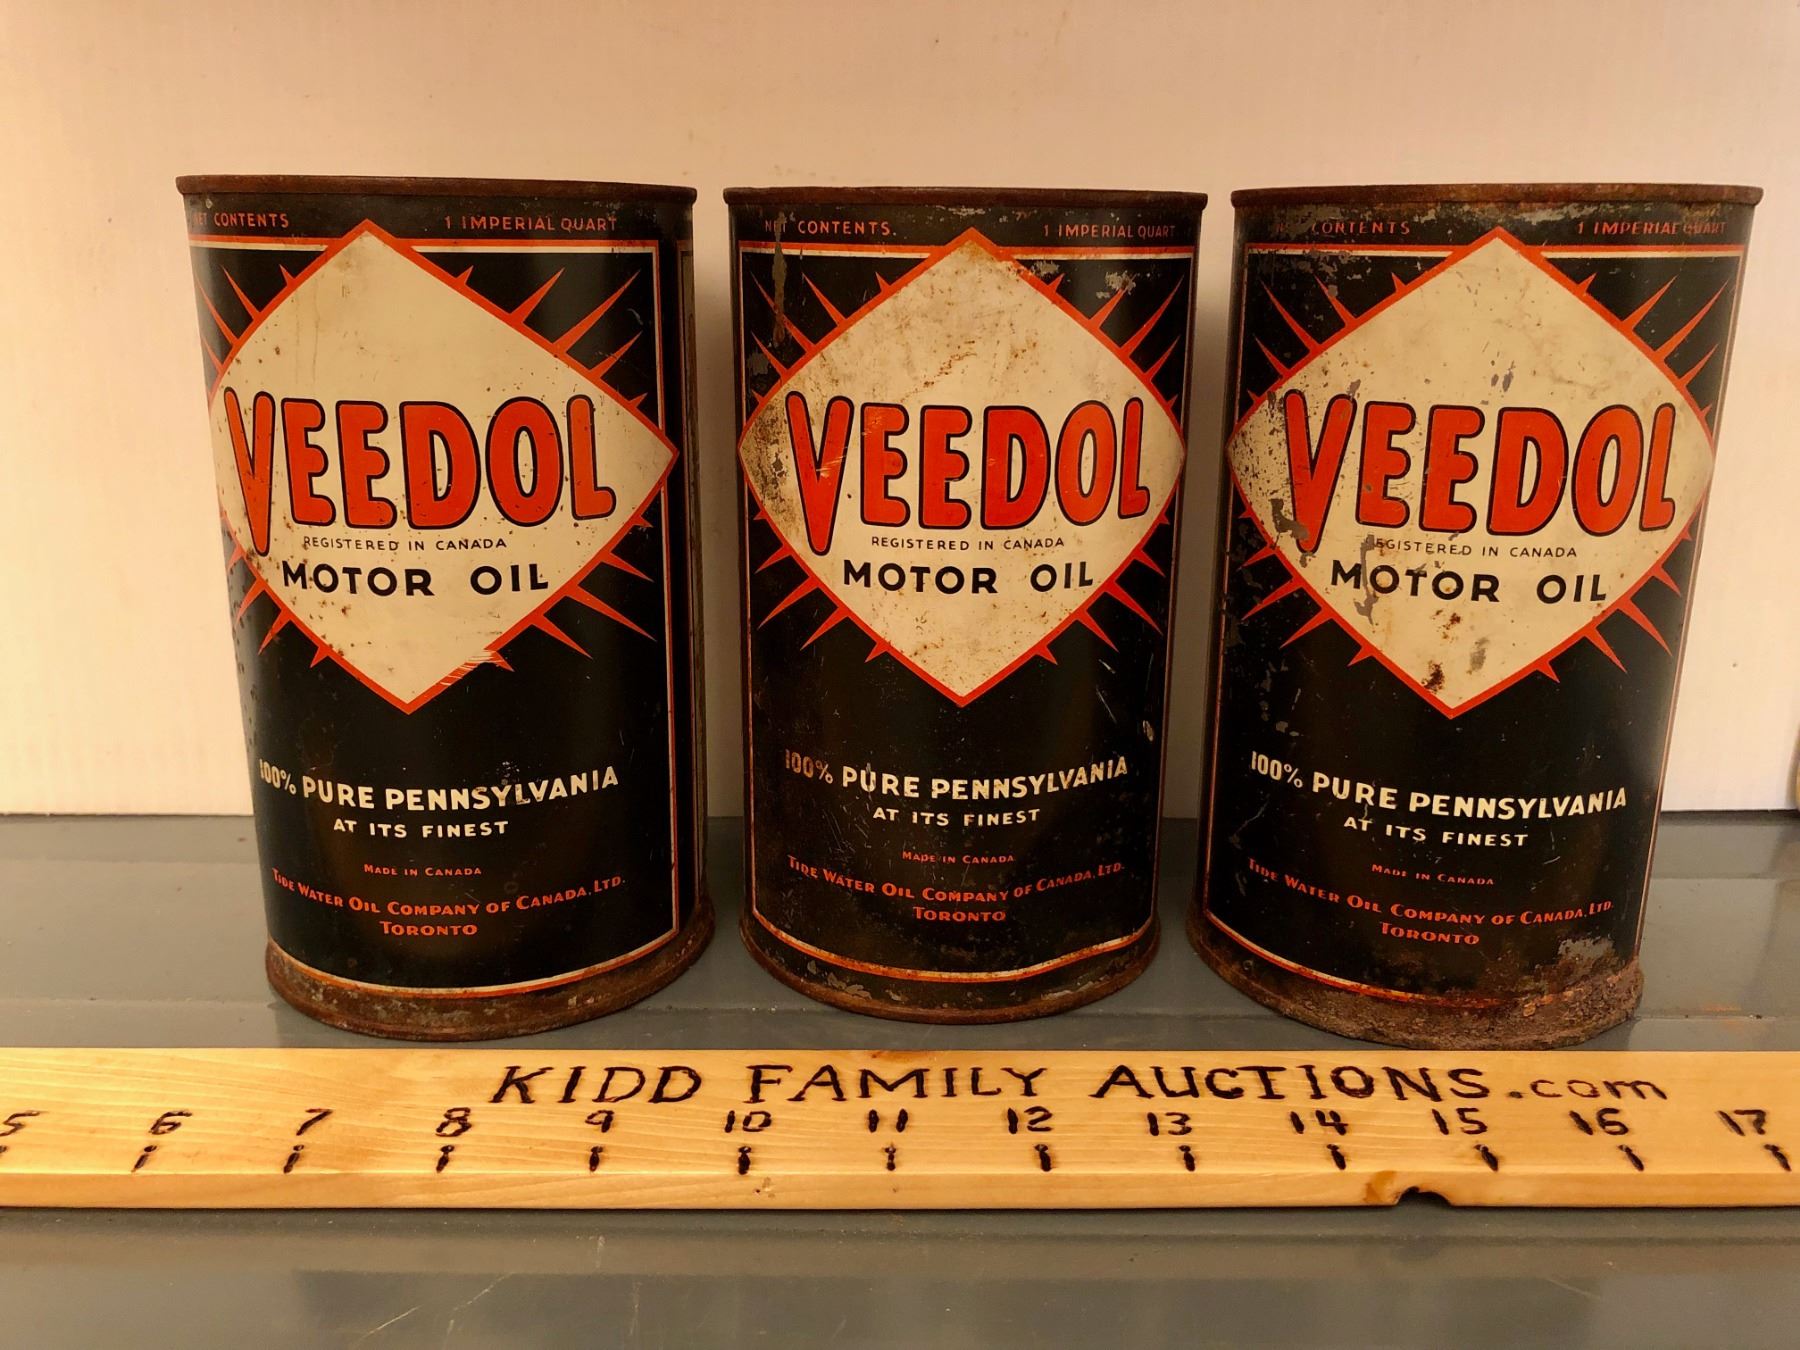 NET CONTENTS 1 IMPERIAL QUART
VEEDOL
REGISTERED IN CANADA
MOTOR OIL
100% PURE PENNSYLVANIA
AT ITS FINEST
MADE IN CANADA
TIDE WATER OIL COMPANY OF CANADA, LTD.
TORONTO
NET CONTENTS. 1 IMPERIAL QUART
VEEDOL
REGISTERED IN CANADA
MOTOR OIL
100% PURE PENNSYLVANIA
AT ITS FINEST
MADE IN CANADA
TIDE WATER OIL COMPANY OF CANADA, LTD.
TORONTO
CONTENTS 1 IMPERIAL QUART
VEEDOL
REGISTERED IN CANADA
MOTOR OIL
100% PURE PENNSYLVANIA
AT ITS FINEST
MADE IN CANADA
TIDE WATER OIL COMPANY OF CANADA, LTD.
TORONTO
KIDD FAMILY AUCTIONS.com
5 6 7 8 9 10 11 12 13 14 15 16 17